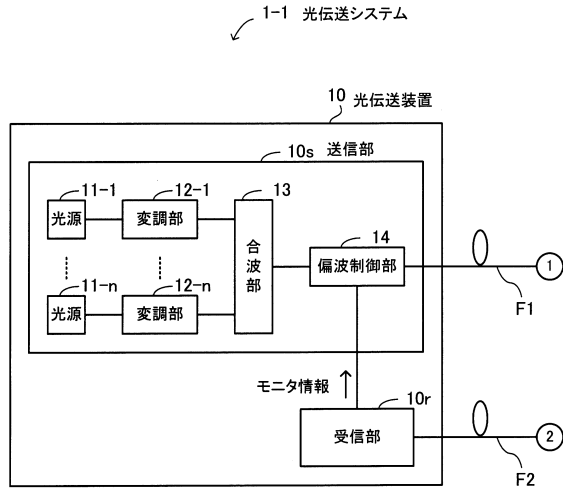 1-1 光伝送システム
10 光伝送装置
10s 送信部
11-1
12-1
13
光源
変調部
合波部
14
偏波制御部
11-n
12-n
光源
変調部
F1
1
モニタ情報
10r
受信部
F2
2